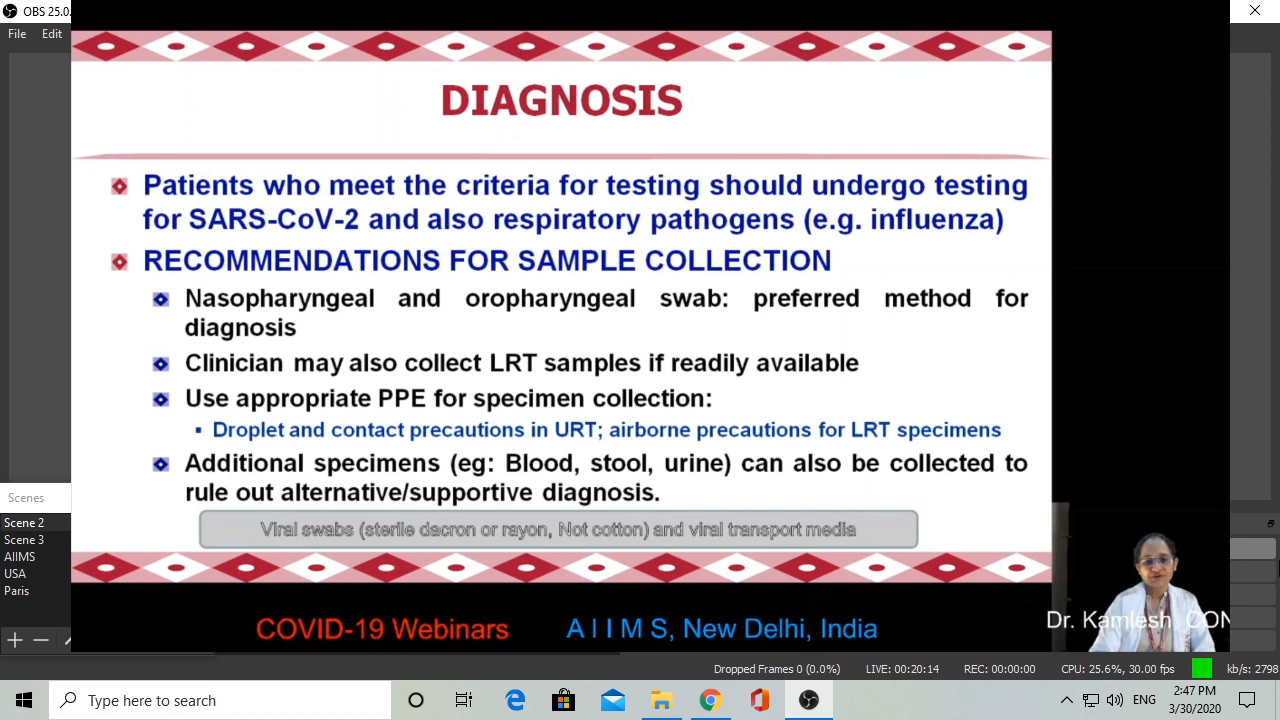 OBS 25.0.
File Edit
DIAGNOSIS
Patients who meet the criteria for testing should undergo testing
for SARS-CoV-2 and also respiratory pathogens (e.g. influenza)
RECOMMENDATIONS FOR SAMPLE COLLECTION
Nasopharyngeal and oropharyngeal swab: preferred method for
diagnosis
Clinician may also collect LRT samples if readily available
Use appropriate PPE for specimen collection:
Droplet and contact precautions in URT; airborne precautions for LRT specimens
Additional specimens (eg: Blood, stool, urine) can also be collected to
rule out alternative/supportive diagnosis.
Viral swabs (sterile dacron or rayon, Not cotton) and viral transport media
Scenes
Scene 2
Scene 3
AIIMS
USA
Paris
COVID-19 Webinars
A I I M S, New Delhi, India
Dr. Kamlesh, CON
Dropped Frames 0 (0.0%) LIVE: 00:20:14 REC: 00:00:00 CPU: 25.6%, 30.00 fps kb/s: 2798
Type here to search
ENG
2:47 PM
3/30/2020